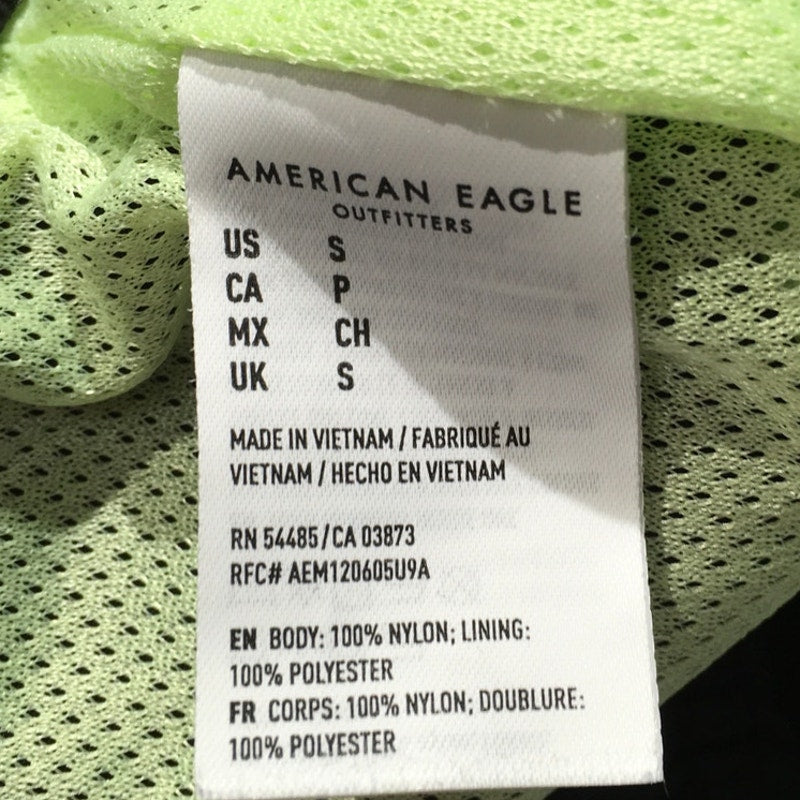 AMERICAN EAGLE
OUTFITTERS
US S
CA P
MX CH
UK S
MADE IN VIETNAM / FABRIQUÉ AU
VIETNAM / HECHO EN VIETNAM
RN 54485/CA 03873
RFC# AEM120605U9A
EN BODY: 100% NYLON; LINING:
100% POLYESTER
FR CORPS: 100% NYLON; DOUBLURE:
100% POLYESTER